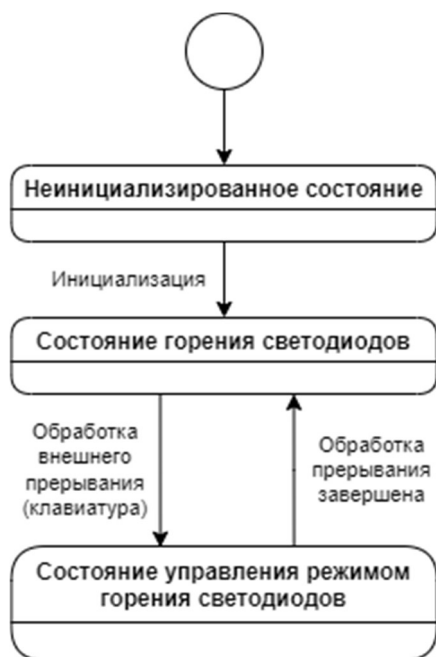 Неинициализированное состояние
Инициализация
Состояние горения светодиодов
Обработка
внешнего
прерывания
(клавиатура)
Обработка
прерывания
завершена
Состояние управления режимом
горения светодиодов